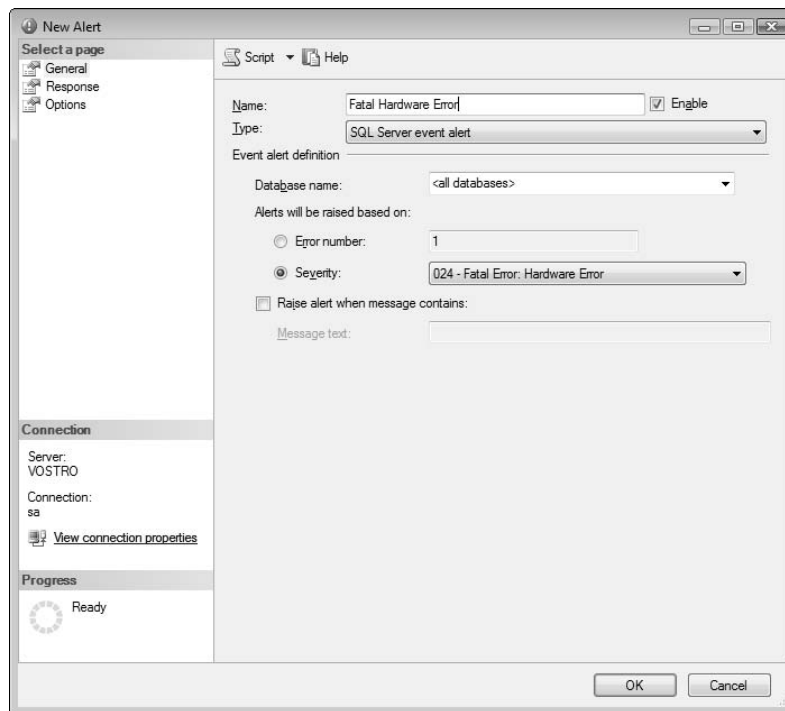 New Alert
Select a page
General
Response
Options
Script Help
Name: Fatal Hardware Error Enable
Type: SQL Server event alert
Event alert definition
Database name: <all databases>
Alerts will be raised based on:
Error number: 1
Severity: 024 - Fatal Error: Hardware Error
Raise alert when message contains:
Message text:
Connection
Server:
VOSTRO
Connection:
sa
View connection properties
Progress
Ready
OK Cancel